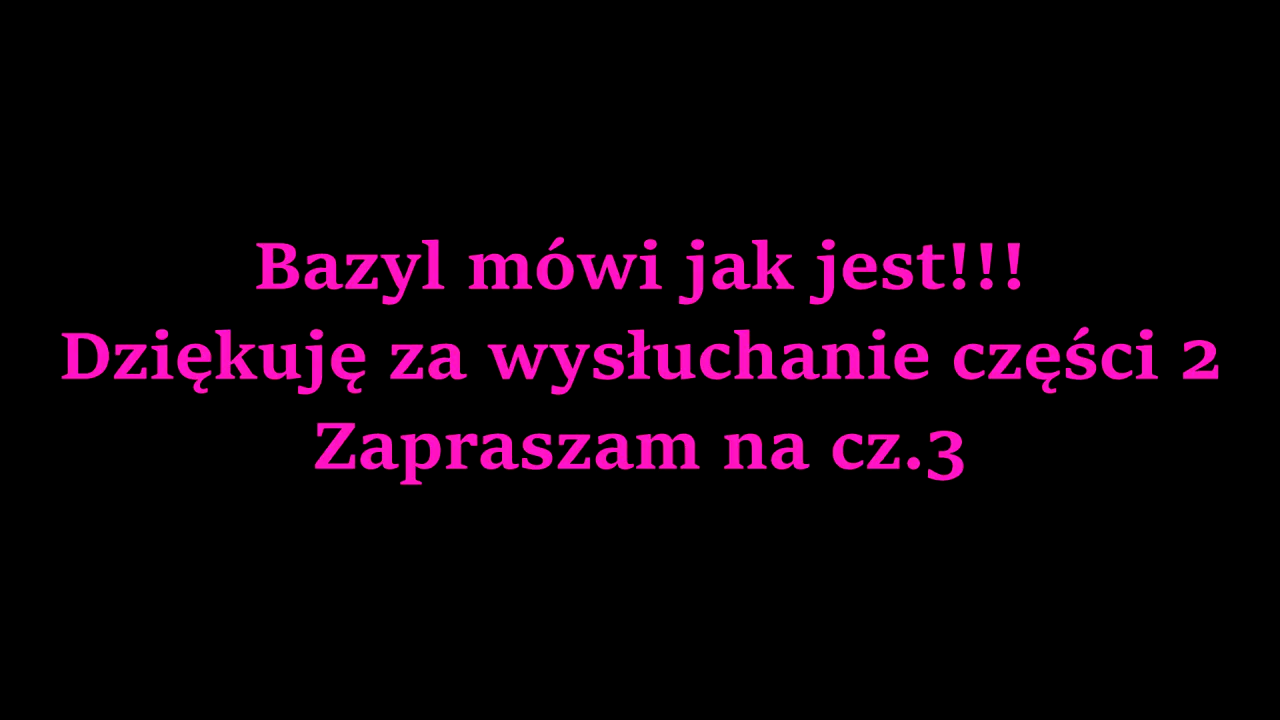 Bazyl mówi jak jest!!!
Dziękuję za wysłuchanie części 2
Zapraszam na cz.3